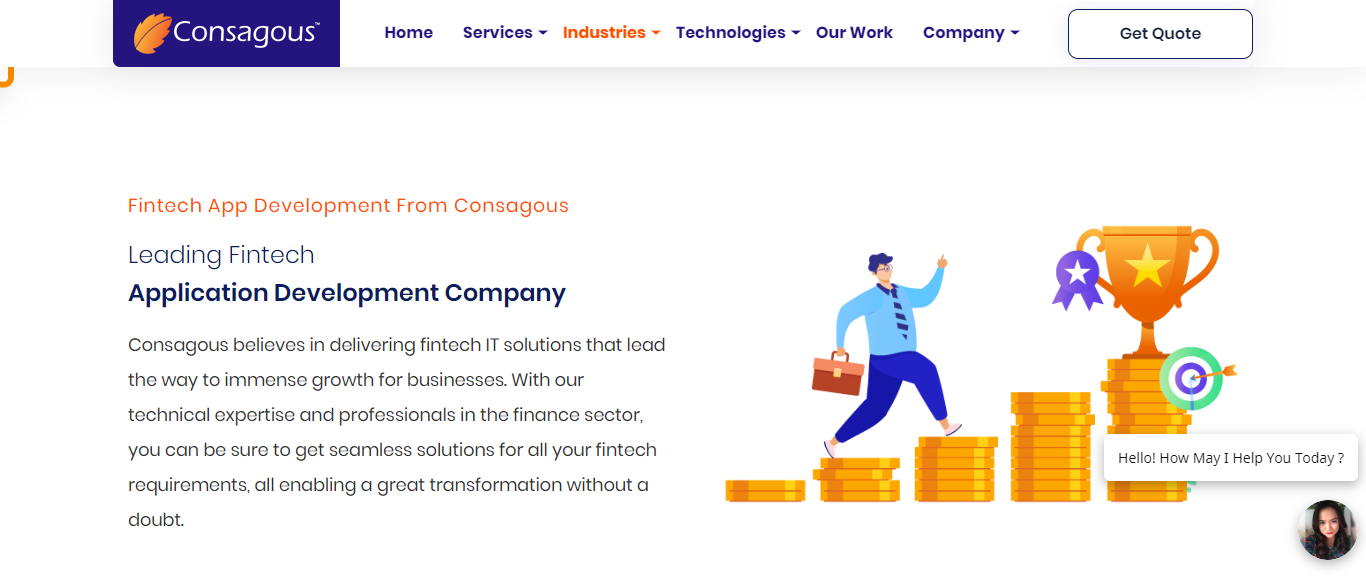 Consagous™
Home Services Industries Technologies Our Work Company Get Quote
Fintech App Development From Consagous
Leading Fintech
Application Development Company
Consagous believes in delivering fintech IT solutions that lead
the way to immense growth for businesses. With our
technical expertise and professionals in the finance sector,
you can be sure to get seamless solutions for all your fintech
requirements, all enabling a great transformation without a
doubt.
Hello! How May I Help You Today ?